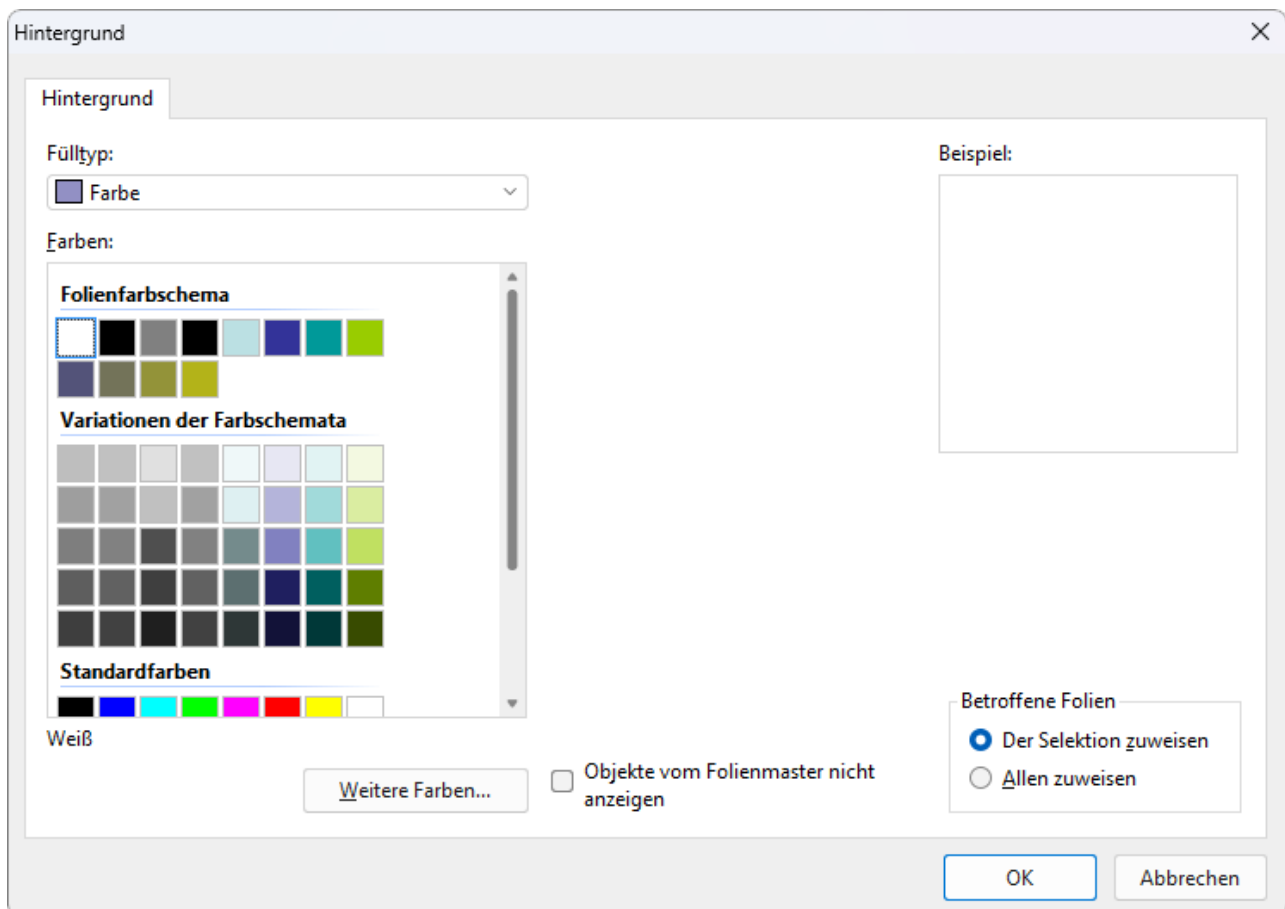 Hintergrund
Hintergrund
Fülltyp:
Farbe
Farben:
Folienfarbschema
Variationen der Farbschemata
Standardfarben
Weiß
Weitere Farben...
Objekte vom Folienmaster nicht
anzeigen
Beispiel:
Betroffene Folien
Der Selektion zuweisen
Allen zuweisen
OK
Abbrechen